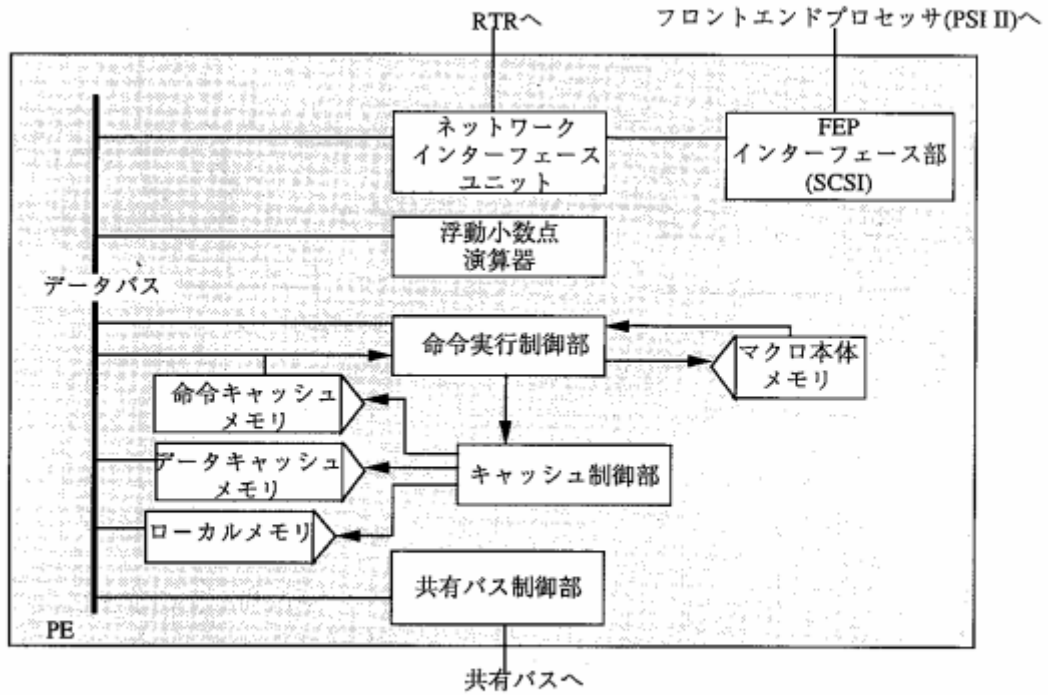 RTRへ
フロントエンドプロセッサ(PSI II)へ
ネットワーク
インターフェース
ユニット
FEP
インターフェース部
(SCSI)
浮動小数点
演算器
データバス
命令実行制御部
マクロ本体
メモリ
命令キャッシュ
メモリ
データキャッシュ
メモリ
キャッシュ制御部
ローカルメモリ
共有バス制御部
PE
共有バスへ